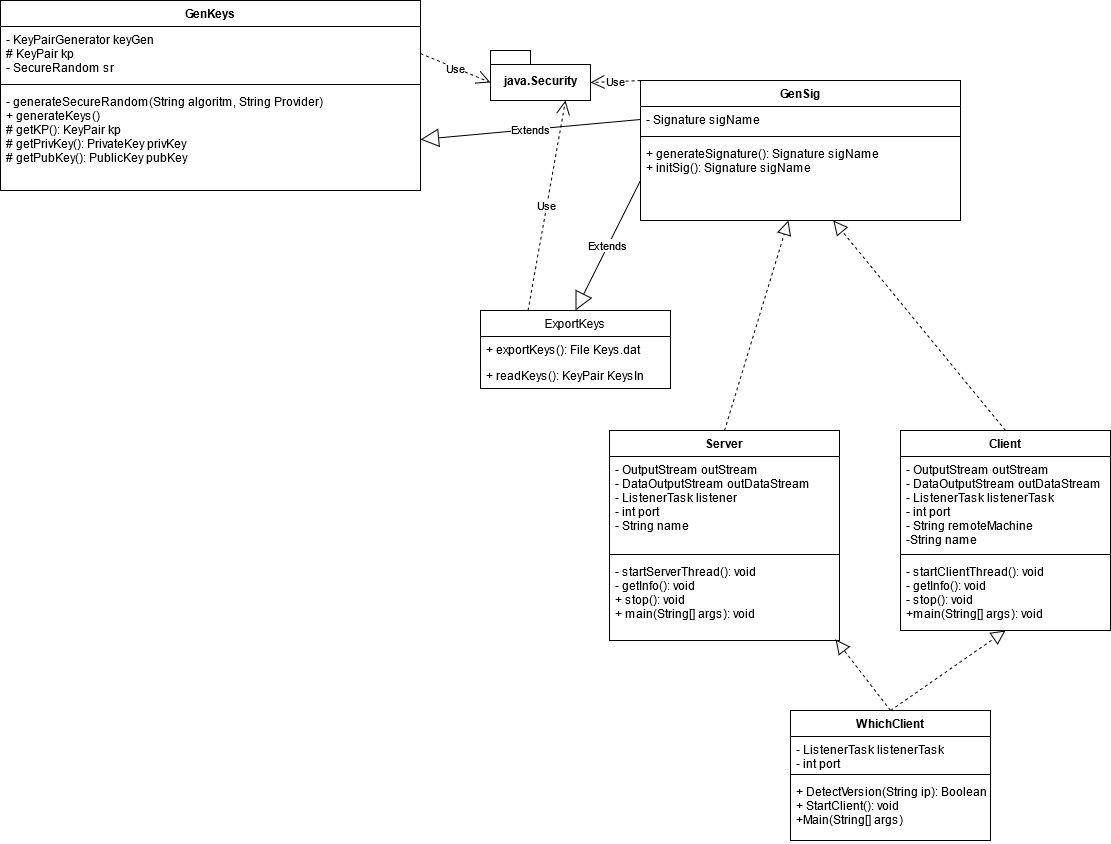 GenKeys
- KeyPairGenerator keyGen
# KeyPair kp
- SecureRandom sr
- generateSecureRandom(String algoritm, String Provider)
+ generateKeys()
# getKP(): KeyPair kp
# getPrivKey(): PrivateKey privKey
# getPubKey(): PublicKey pubKey
Use
java.Security
Use
Extends
GenSig
- Signature sigName
+ generateSignature(): Signature sigName
+ initSig(): Signature sigName
Use
Extends
ExportKeys
+ exportKeys(): File Keys.dat
+ readKeys(): KeyPair KeysIn
Server
- OutputStream outStream
- DataOutputStream outDataStream
- ListenerTask listener
- int port
- String name
- startServerThread(): void
- getInfo(): void
+ stop(): void
+ main(String[] args): void
Client
- OutputStream outStream
- DataOutputStream outDataStream
- ListenerTask listenerTask
- int port
- String remoteMachine
-String name
- startClientThread(): void
- getInfo(): void
- stop(): void
+main(String[] args): void
WhichClient
- ListenerTask listenerTask
- int port
+ DetectVersion(String ip): Boolean
+ StartClient(): void
+Main(String[] args)